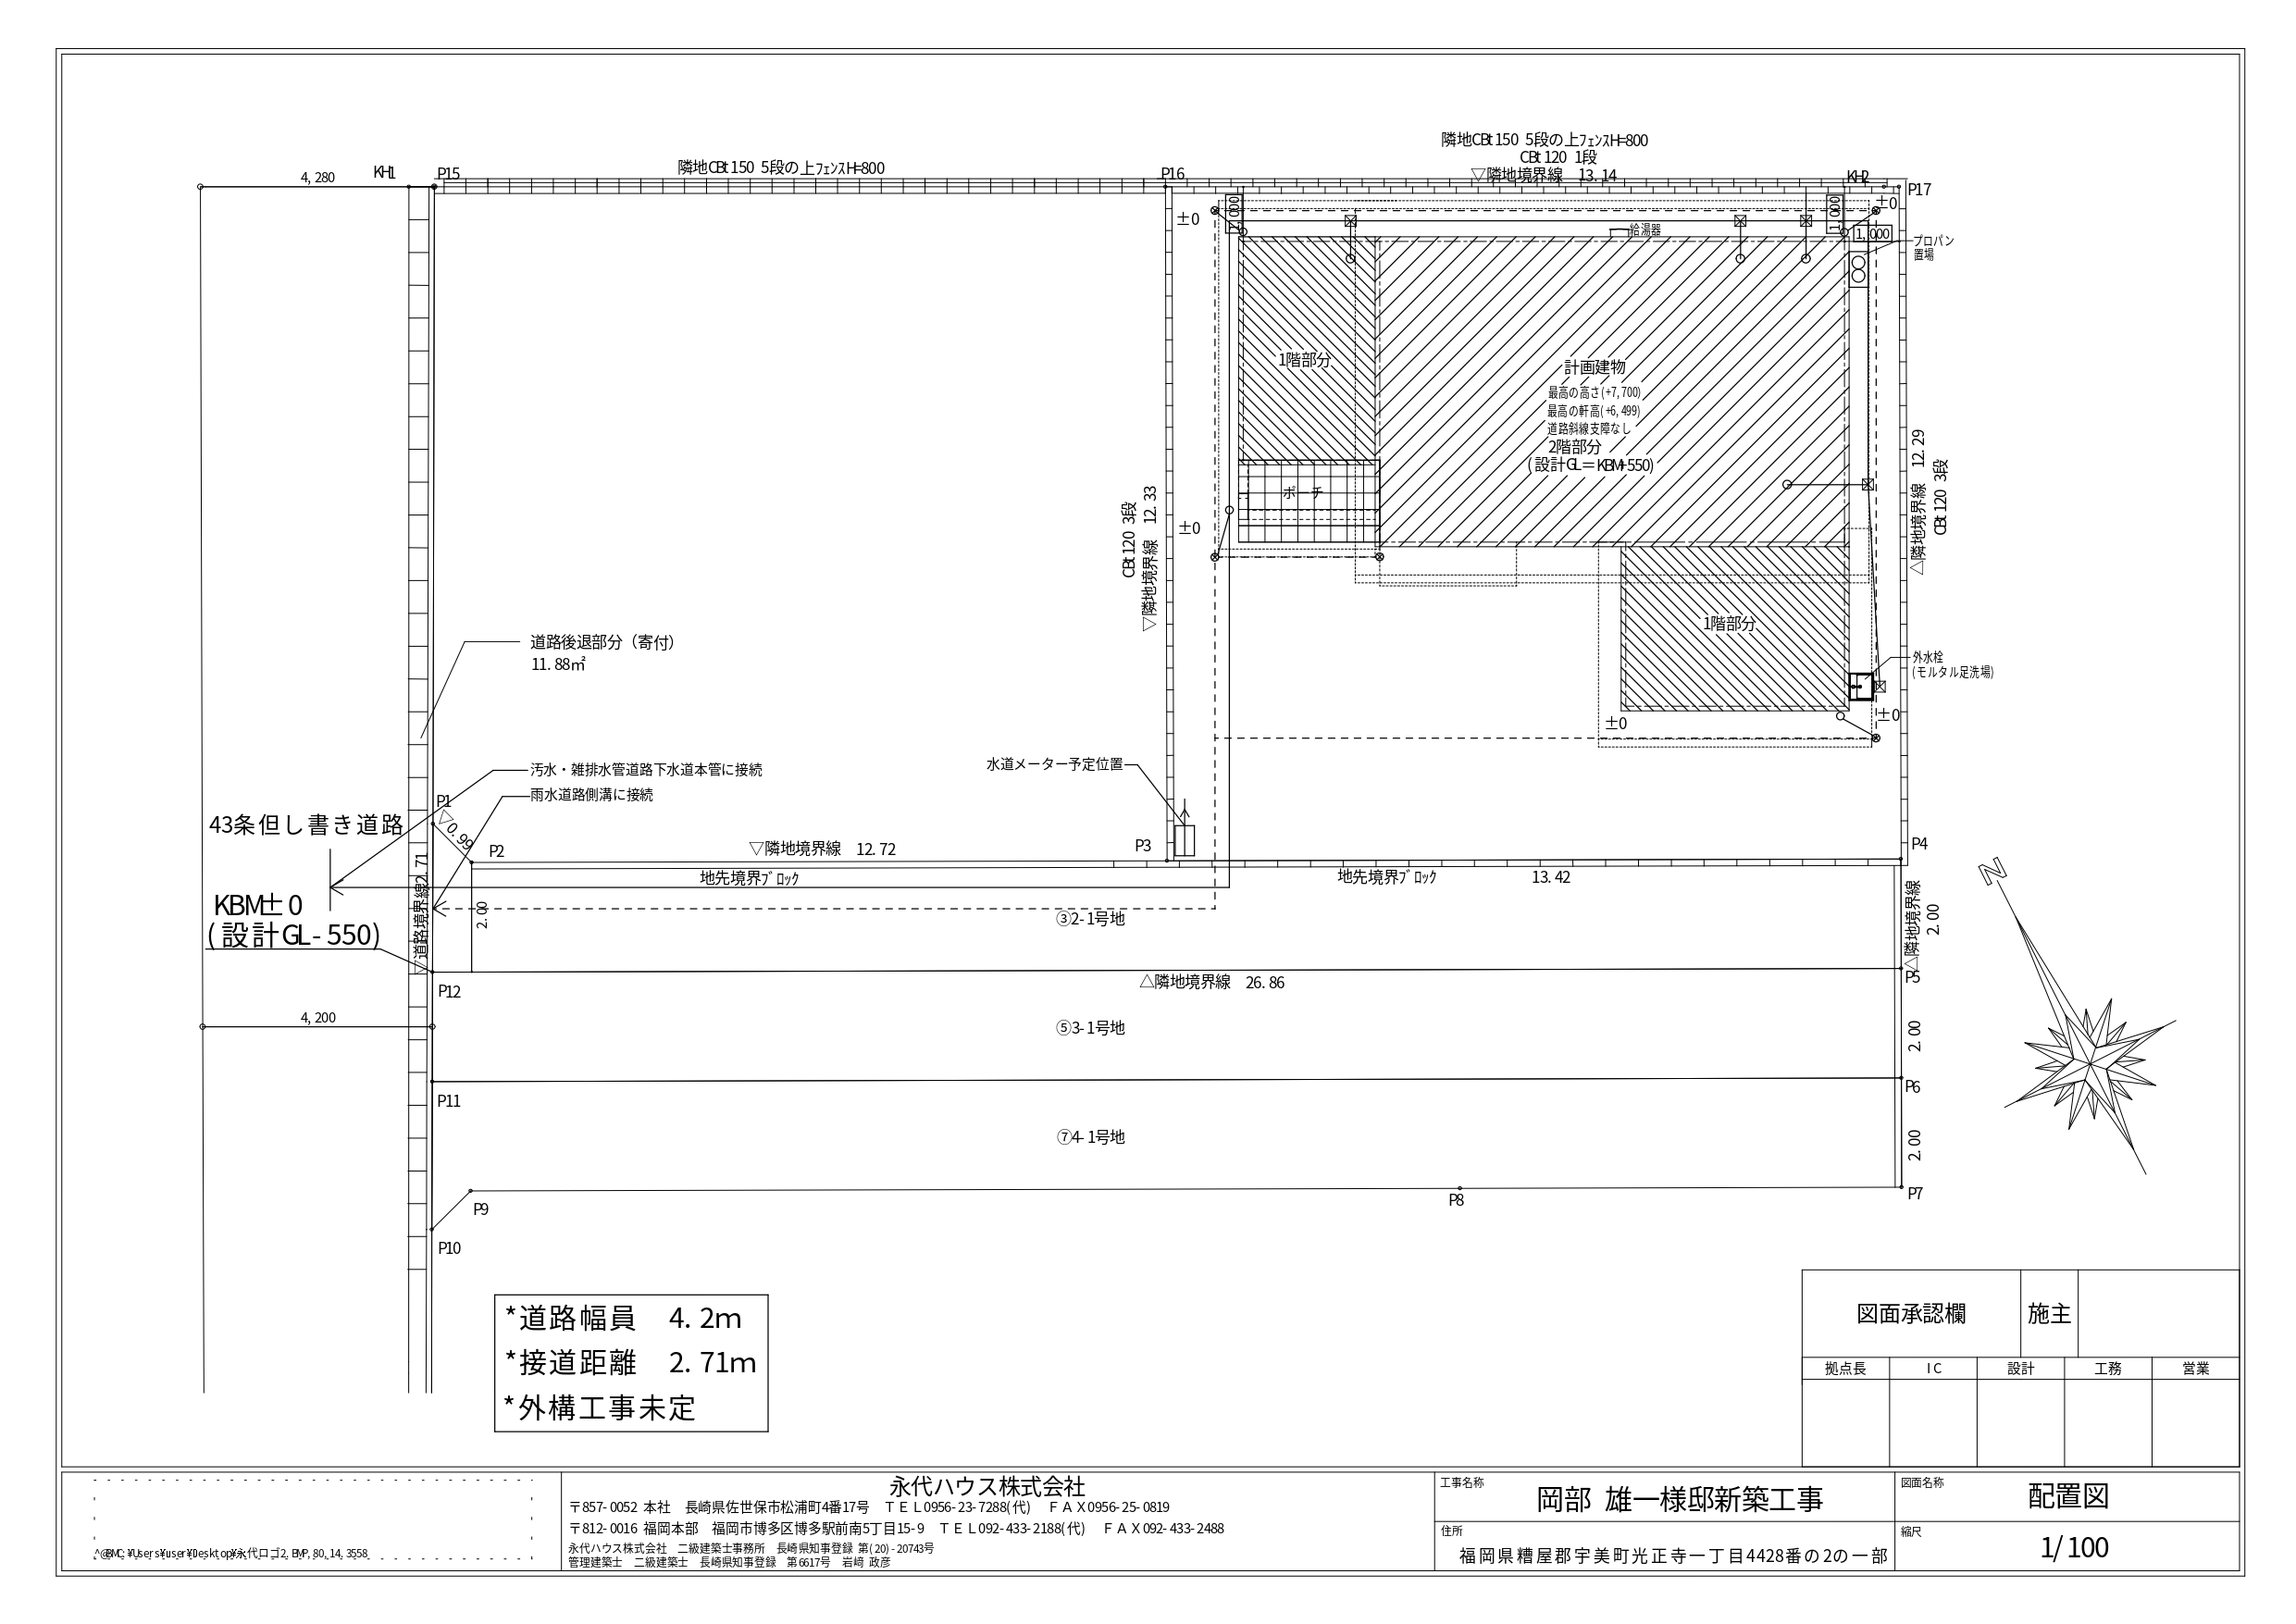 隣地CBt150 5段の上ﾌｪﾝｽH=800
CBt120 1段
▽隣地境界線 13.14
隣地CBt150 5段の上ﾌｪﾝｽH=800
4,280
KH1
P15
P16
KH2
P17
±0
1,000
1,000
±0
1,000
給湯器
プロパン
置場
1階部分
計画建物
最高の高さ(+7,700)
最高の軒高(+6,499)
道路斜線支障なし
2階部分
(設計GL＝KBM+550)
ポーチ
CBt120 3段
▽隣地境界線 12.33
±0
△隣地境界線 12.29
CBt120 3段
1階部分
道路後退部分（寄付）
11.88㎡
外水栓
(モルタル足洗場)
±0
±0
水道メーター予定位置
汚水・雑排水管道路下水道本管に接続
雨水道路側溝に接続
P1
▽0.99
43条但し書き道路
P2
▽隣地境界線 12.72
P3
P4
地先境界ﾌﾞﾛｯｸ
地先境界ﾌﾞﾛｯｸ
13.42
KBM±0
(設計GL-550)
▽道路境界線2.71
2.00
③2-1号地
△隣地境界線
2.00
N
P12
△隣地境界線 26.86
P5
4,200
⑤3-1号地
2.00
P11
P6
⑦4-1号地
2.00
P9
P8
P7
P10
*道路幅員 4.2m
*接道距離 2.71m
*外構工事未定
図面承認欄
施主
拠点長
IC
設計
工務
営業
^@BMC:¥Users¥user¥Desktop¥永代ロゴ2.BMP,80,14,3558
永代ハウス株式会社
〒857-0052 本社 長崎県佐世保市松浦町4番17号 ＴＥＬ0956-23-7288(代) ＦＡＸ0956-25-0819
〒812-0016 福岡本部 福岡市博多区博多駅前南5丁目15-9 ＴＥＬ092-433-2188(代) ＦＡＸ092-433-2488
永代ハウス株式会社 二級建築士事務所 長崎県知事登録 第(20)-20743号
管理建築士 二級建築士 長崎県知事登録 第6617号 岩﨑 政彦
工事名称
岡部 雄一様邸新築工事
住所
福岡県糟屋郡宇美町光正寺一丁目4428番の2の一部
図面名称
配置図
縮尺
1/100